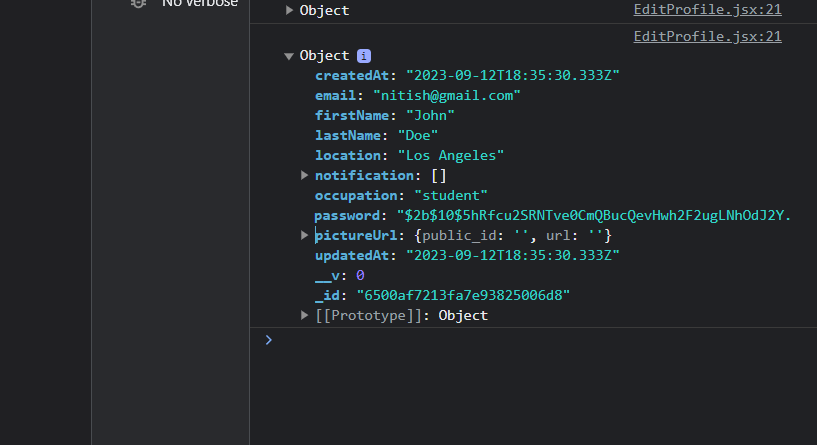 No verbose
Object EditProfile.jsx:21
EditProfile.jsx:21
Object i
createdAt: "2023-09-12T18:35:30.333Z"
email: "nitish@gmail.com"
firstName: "John"
lastName: "Doe"
location: "Los Angeles"
notification: []
occupation: "student"
password: "$2b$10$5hRfcu2SRNTve0CmQBucQevHwh2F2ugLNhOdJ2Y.
pictureUrl: {public_id: '', url: ''}
updatedAt: "2023-09-12T18:35:30.333Z"
__v: 0
_id: "6500af7213fa7e93825006d8"
[[Prototype]]: Object